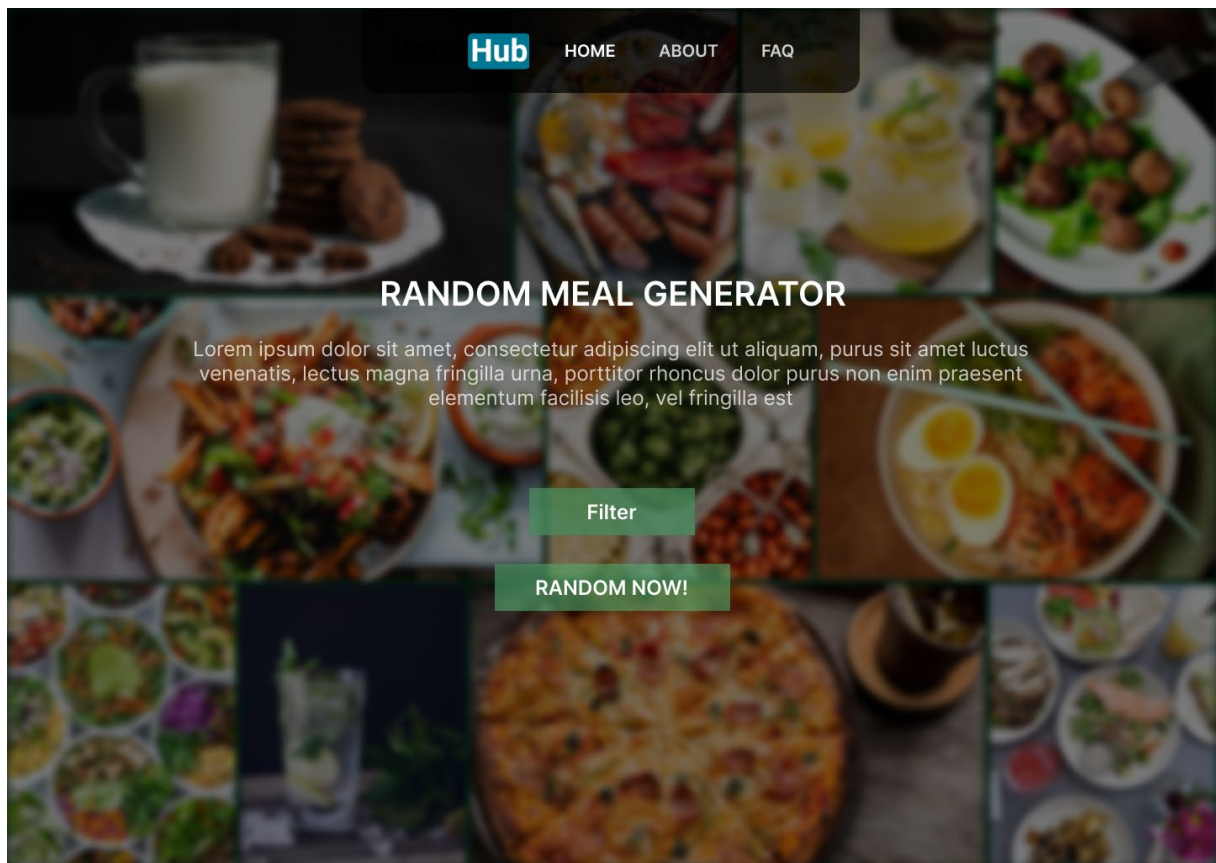 Hub HOME ABOUT FAQ
RANDOM MEAL GENERATOR
Lorem ipsum dolor sit amet, consectetur adipiscing elit ut aliquam, purus sit amet luctus
venenatis, lectus magna fringilla urna, porttitor rhoncus dolor purus non enim praesent
elementum facilisis leo, vel fringilla est
Filter
RANDOM NOW!